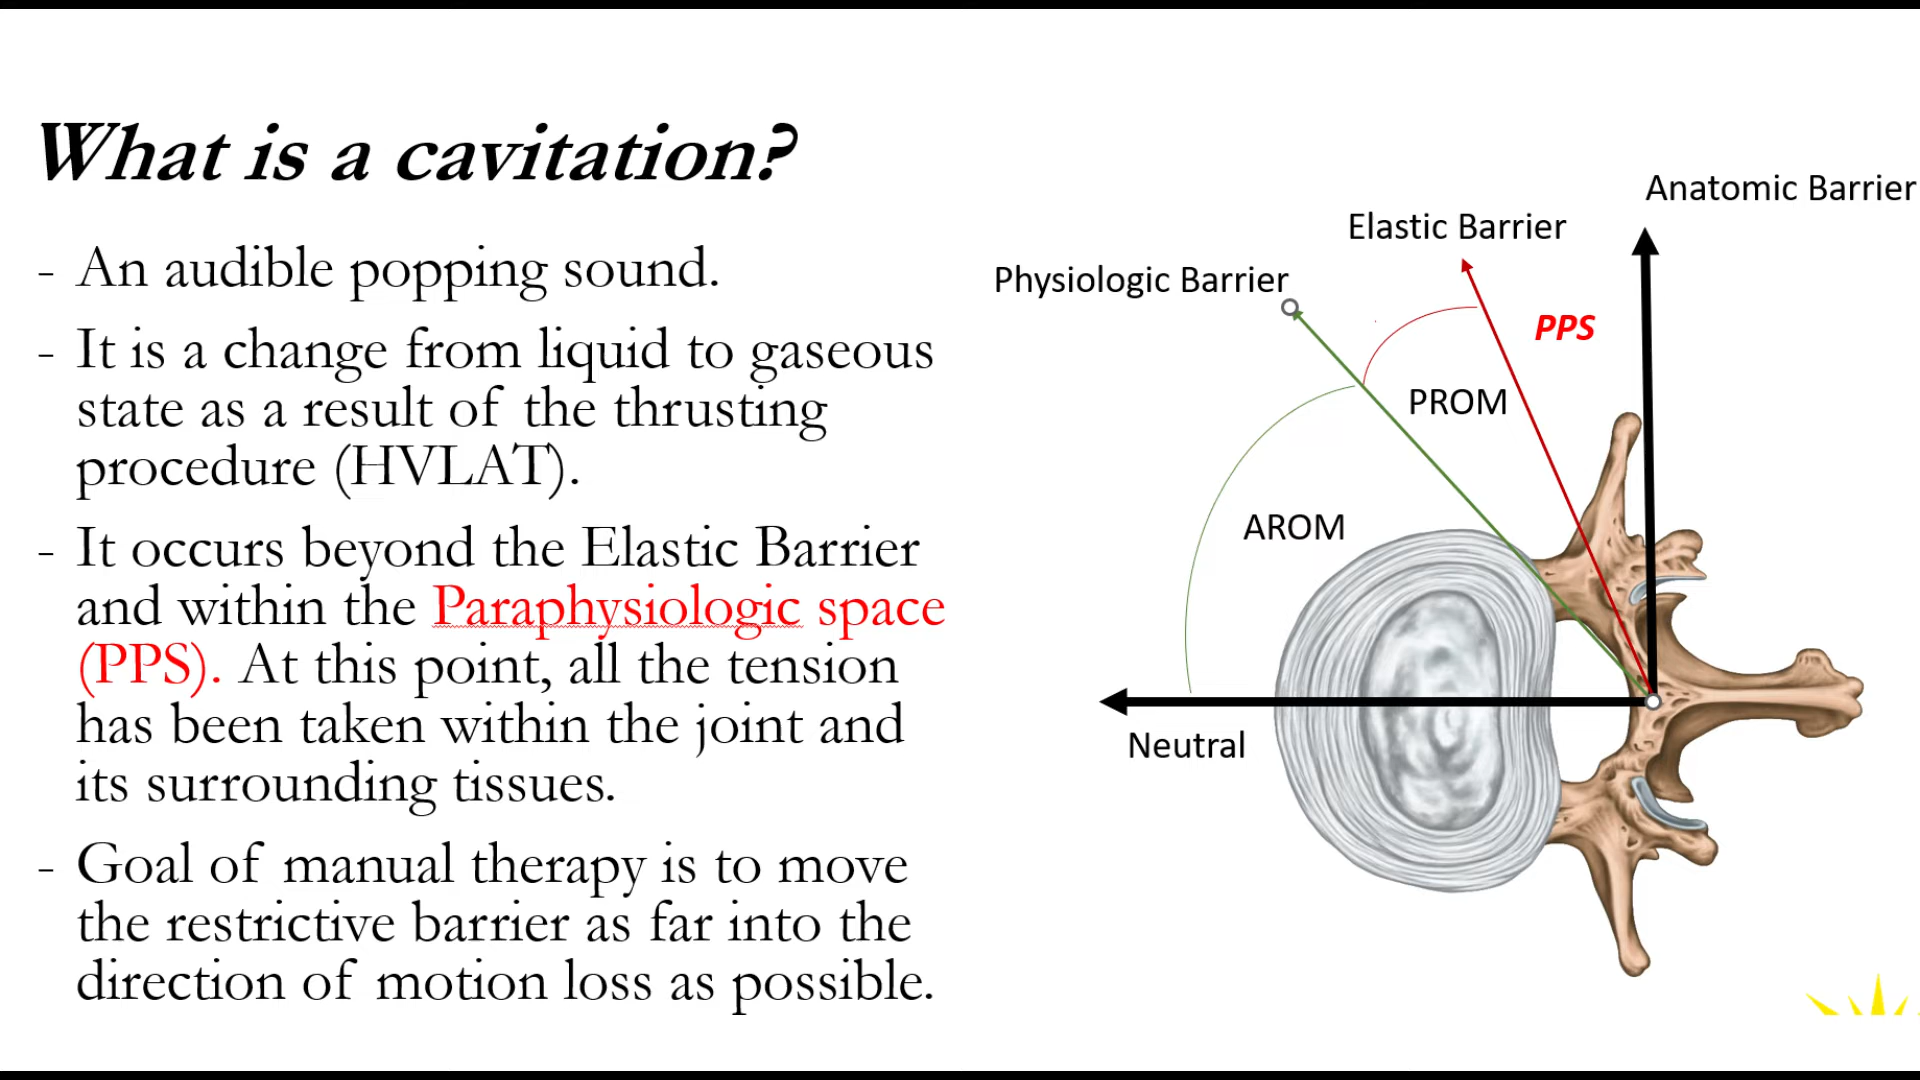 What is a cavitation?
- An audible popping sound.
- It is a change from liquid to gaseous
state as a result of the thrusting
procedure (HVLAT).
- It occurs beyond the Elastic Barrier
and within the Paraphysiologic space
(PPS). At this point, all the tension
has been taken within the joint and
its surrounding tissues.
- Goal of manual therapy is to move
the restrictive barrier as far into the
direction of motion loss as possible.
Anatomic Barrier
Elastic Barrier
Physiologic Barrier
PPS
PROM
AROM
Neutral